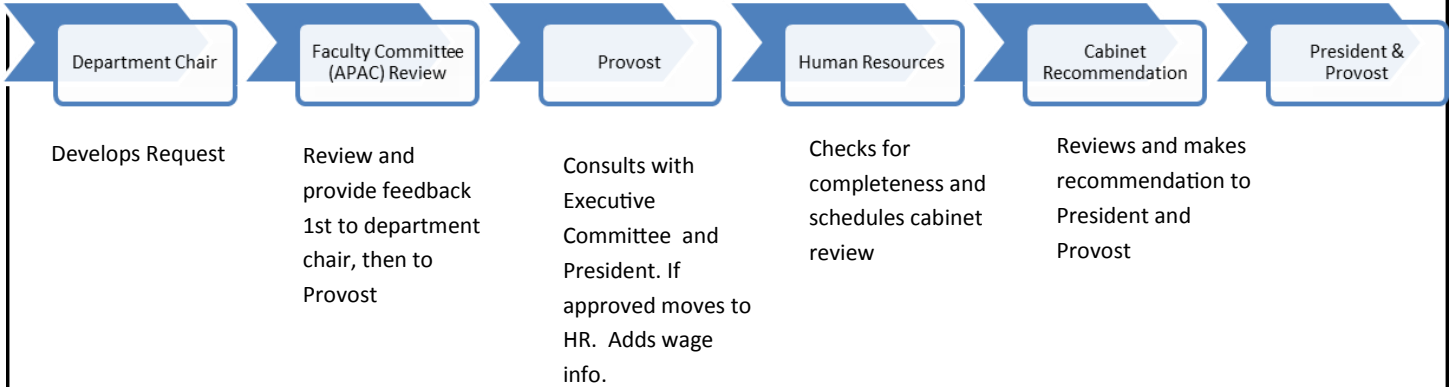 Department Chair
Faculty Committee
(APAC) Review
Provost
Human Resources
Cabinet
Recommendation
President &
Provost
Develops Request
Review and
provide feedback
1st to department
chair, then to
Provost
Consults with
Executive
Committee and
President. If
approved moves to
HR. Adds wage
info.
Checks for
completeness and
schedules cabinet
review
Reviews and makes
recommendation to
President and
Provost